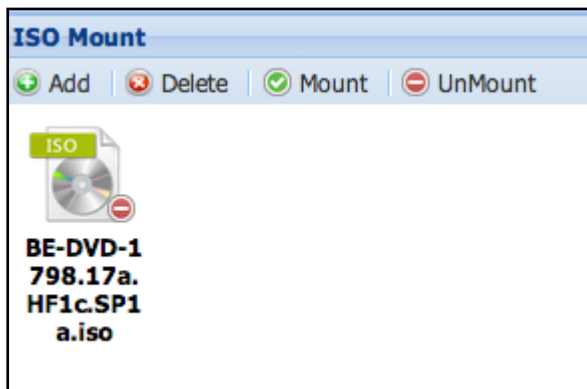 ISO Mount
Add Delete Mount UnMount
ISO
BE-DVD-1
798.17a.
HF1c.SP1
a.iso